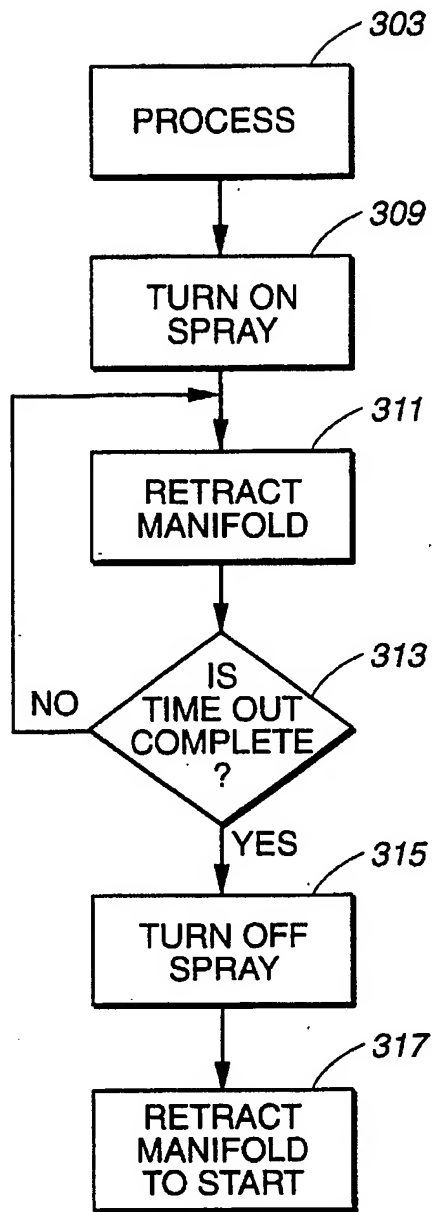 303
PROCESS
309
TURN ON
SPRAY
311
RETRACT
MANIFOLD
313
IS
TIME OUT
COMPLETE
?
NO
YES
315
TURN OFF
SPRAY
317
RETRACT
MANIFOLD
TO START